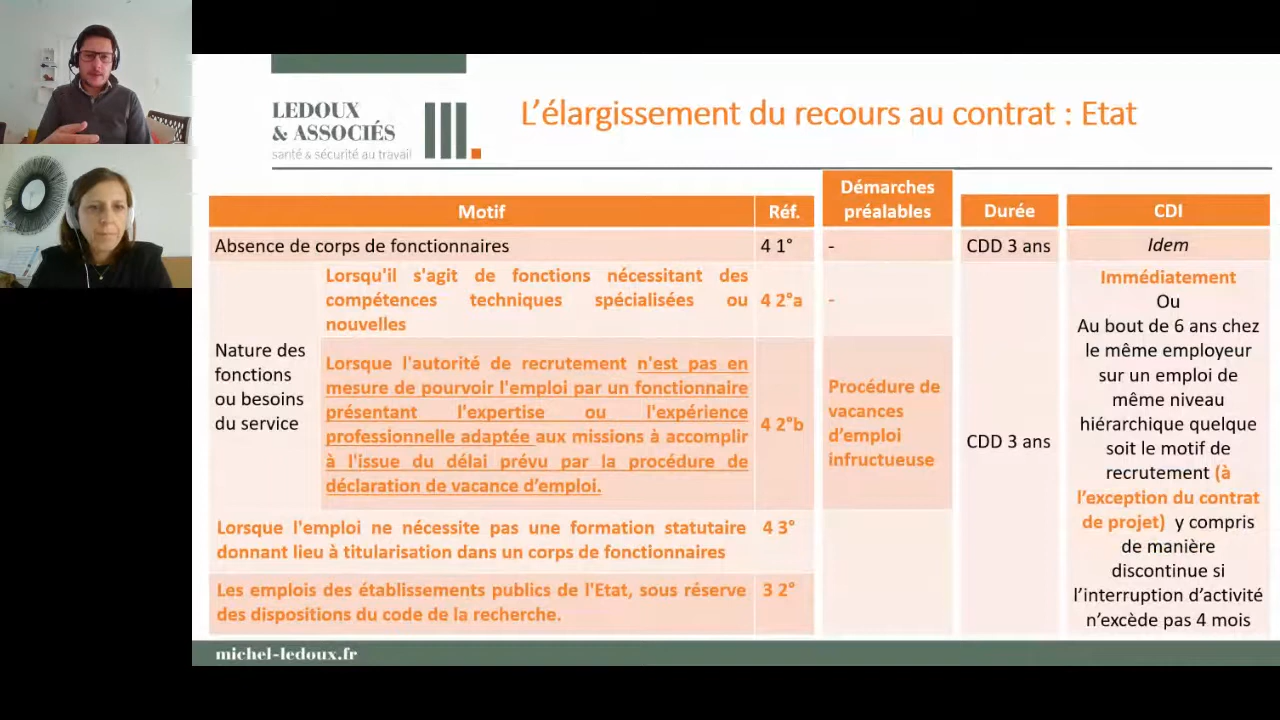 LEDOUX
& ASSOCIÉS
santé & sécurité au travail
L'élargissement du recours au contrat : Etat
Motif
Réf.
Démarches
préalables
Durée
CDI
Absence de corps de fonctionnaires
4 1°
-
CDD 3 ans
Idem
Nature des
fonctions
ou besoins
du service
Lorsqu'il s'agit de fonctions nécessitant des
compétences techniques spécialisées ou
nouvelles
4 2°a
-
Lorsque l'autorité de recrutement n'est pas en
mesure de pourvoir l'emploi par un fonctionnaire
présentant l'expertise ou l'expérience
professionnelle adaptée aux missions à accomplir
à l'issue du délai prévu par la procédure de
déclaration de vacance d'emploi.
4 2°b
Procédure de
vacances
d'emploi
infructueuse
Lorsque l'emploi ne nécessite pas une formation statutaire
donnant lieu à titularisation dans un corps de fonctionnaires
4 3°
Les emplois des établissements publics de l'Etat, sous réserve
des dispositions du code de la recherche.
3 2°
CDD 3 ans
Immédiatement
Ou
Au bout de 6 ans chez
le même employeur
sur un emploi de
même niveau
hiérarchique quelque
soit le motif de
recrutement (à
l'exception du contrat
de projet) y compris
de manière
discontinue si
l'interruption d'activité
n'excède pas 4 mois
michel-ledoux.fr